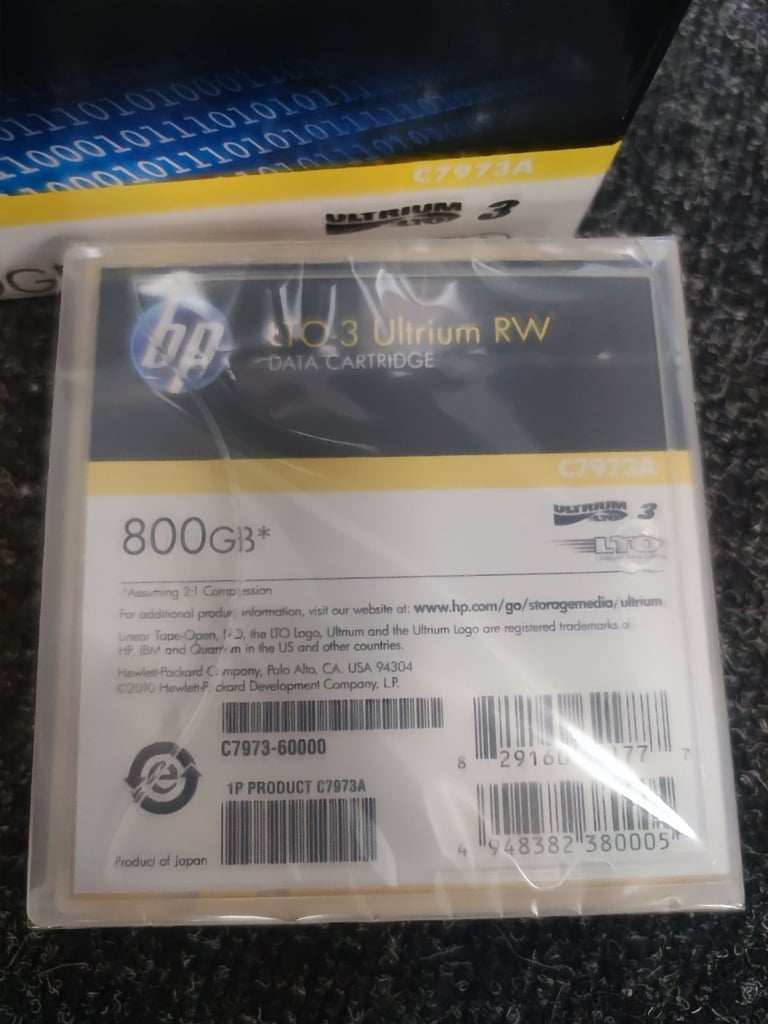 C7973A
ULTRIUM
LTO 3
hp
LTO-3 Ultrium RW
DATA CARTRIDGE
C7973A
800GB*
ULTRIUM
LTO 3
LTO
*Assuming 2:1 Compression
For additional product information, visit our website at: www.hp.com/go/storagemedia/ultrium
Linear Tape-Open, LTO, the LTO Logo, Ultrium and the Ultrium Logo are registered trademarks of
HP, IBM and Quantum in the US and other countries.
Hewlett-Packard Company, Palo Alto, CA. USA 94304
©2010 Hewlett-Packard Development Company, L.P.
C7973-60000
1P PRODUCT C7973A
4 948382 380005
Product of Japan